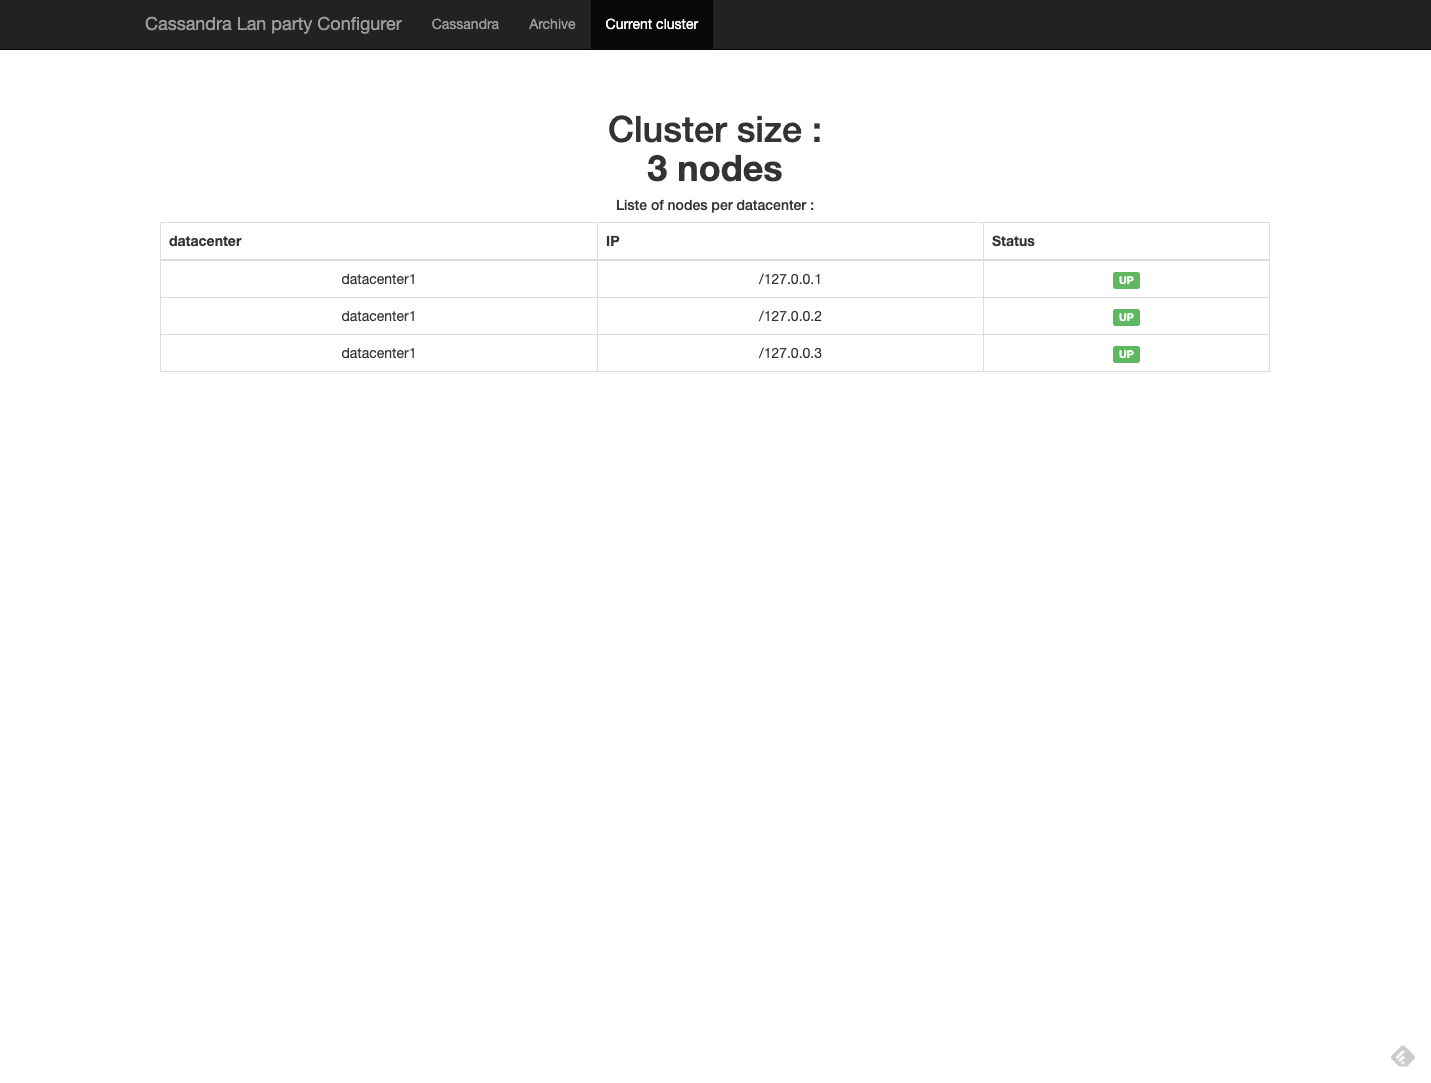 Cassandra Lan party Configurer Cassandra Archive Current cluster
Cluster size :
3 nodes
Liste of nodes per datacenter :
datacenter IP Status
datacenter1 /127.0.0.1 UP
datacenter1 /127.0.0.2 UP
datacenter1 /127.0.0.3 UP